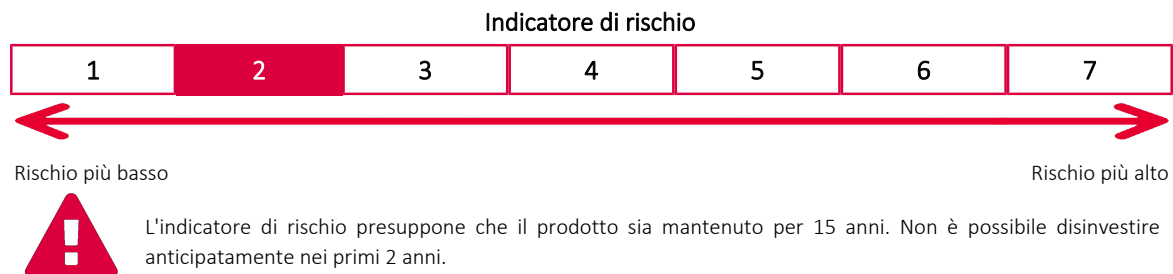 Indicatore di rischio
1 2 3 4 5 6 7
Rischio più basso Rischio più alto
L'indicatore di rischio presuppone che il prodotto sia mantenuto per 15 anni. Non è possibile disinvestire
anticipatamente nei primi 2 anni.